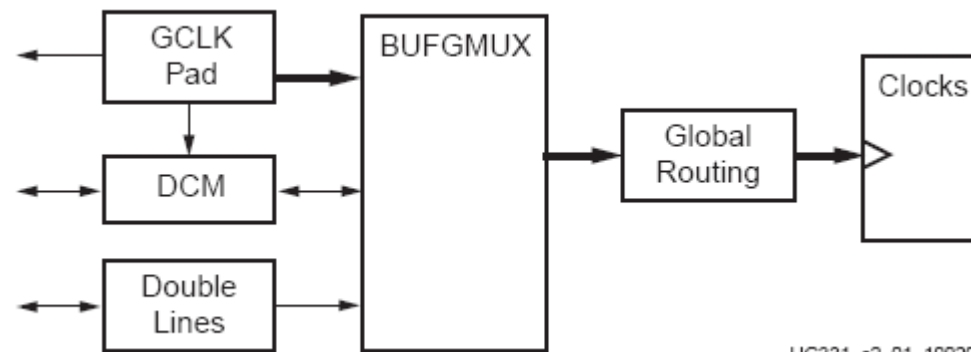 GCLK
Pad
BUFGMUX
Clocks
Global
Routing
DCM
Double
Lines